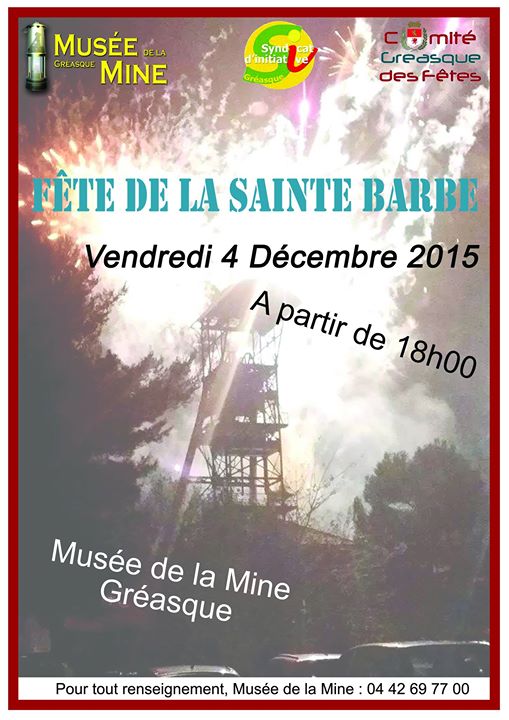 MUSÉE DE LA
GRÉASQUE MINE
Syndicat
d'initiative
Si
Gréasque
Comité
Gréasque
des Fêtes
FÊTE DE LA SAINTE BARBE
Vendredi 4 Décembre 2015
A partir de 18h00
Musée de la Mine
Gréasque
Pour tout renseignement, Musée de la Mine : 04 42 69 77 00